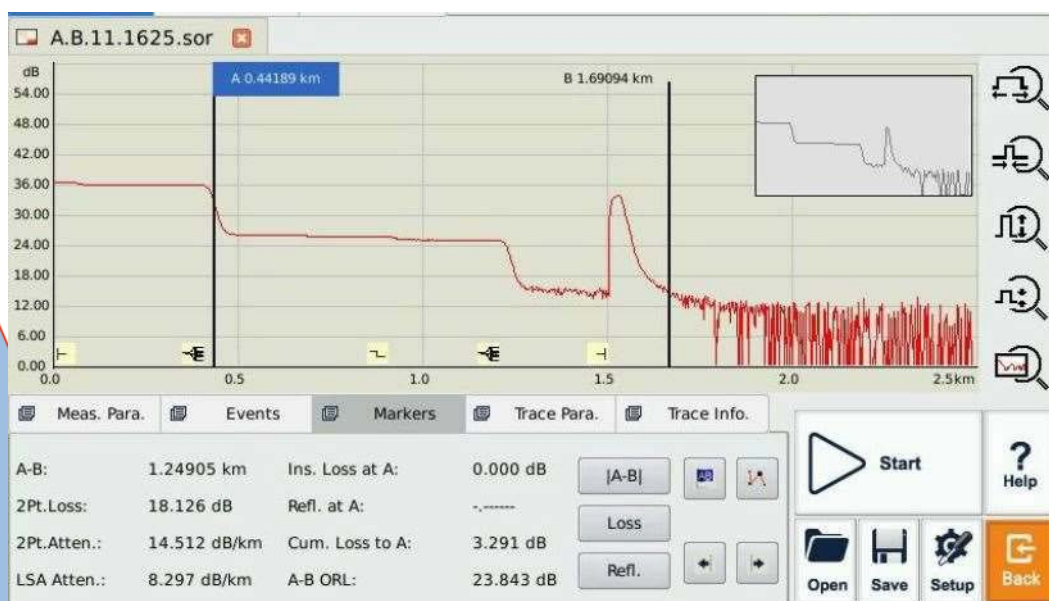 A.B.11.1625.sor
dB
A 0.44189 km
B 1.69094 km
54.00
48.00
42.00
36.00
30.00
24.00
18.00
12.00
6.00
0.00
0.0 0.5 1.0 1.5 2.0 2.5km
Meas. Para. Events Markers Trace Para. Trace Info.
A-B: 1.24905 km Ins. Loss at A: 0.000 dB |A-B| AB
2Pt.Loss: 18.126 dB Refl. at A: -.-----
Loss
2Pt.Atten.: 14.512 dB/km Cum. Loss to A: 3.291 dB
LSA Atten.: 8.297 dB/km A-B ORL: 23.843 dB Refl.
Start
? Help
Open Save Setup Back